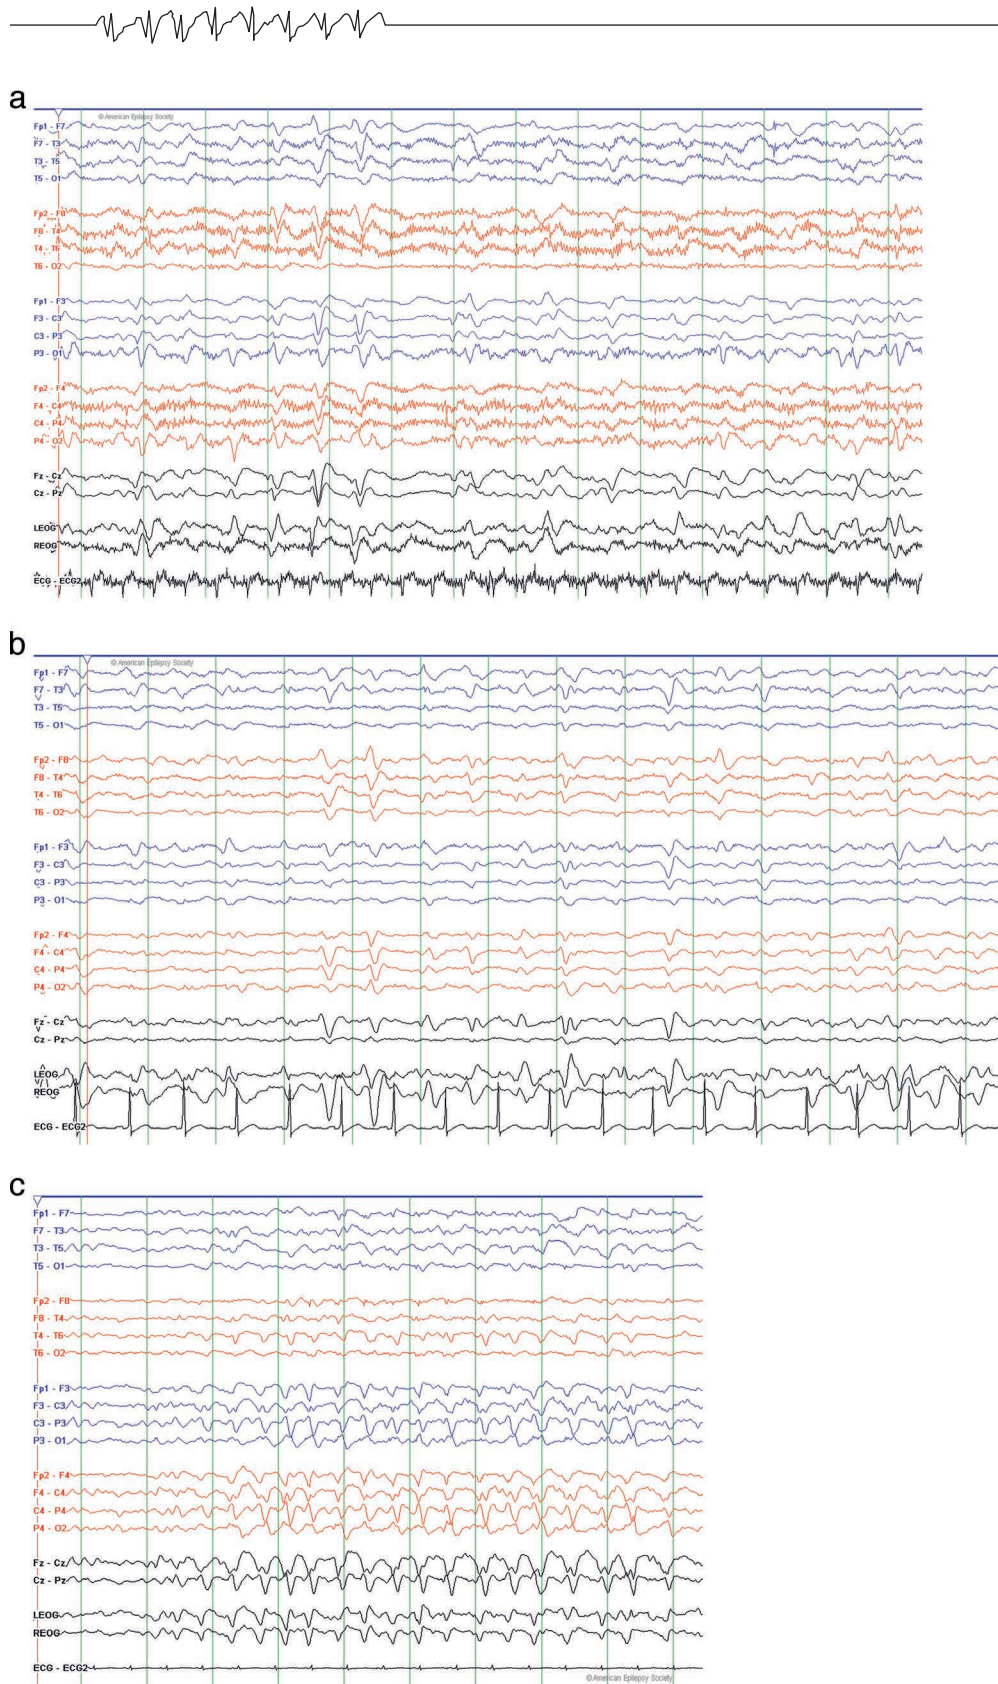 a
© American Epilepsy Society
Fp1 - F7
F7 - T3
T3 - T5
T5 - O1
Fp2 - F8
F8 - T4
T4 - T6
T6 - O2
Fp1 - F3
F3 - C3
C3 - P3
P3 - O1
Fp2 - F4
F4 - C4
C4 - P4
P4 - O2
Fz - Cz
Cz - Pz
LEOG
REOG
ECG - ECG2
b
© American Epilepsy Society
Fp1 - F7
F7 - T3
T3 - T5
T5 - O1
Fp2 - F8
F8 - T4
T4 - T6
T6 - O2
Fp1 - F3
F3 - C3
C3 - P3
P3 - O1
Fp2 - F4
F4 - C4
C4 - P4
P4 - O2
Fz - Cz
Cz - Pz
LEOG
REOG
ECG - ECG2
c
Fp1 - F7
F7 - T3
T3 - T5
T5 - O1
Fp2 - F8
F8 - T4
T4 - T6
T6 - O2
Fp1 - F3
F3 - C3
C3 - P3
P3 - O1
Fp2 - F4
F4 - C4
C4 - P4
P4 - O2
Fz - Cz
Cz - Pz
LEOG
REOG
ECG - ECG2
© American Epilepsy Society